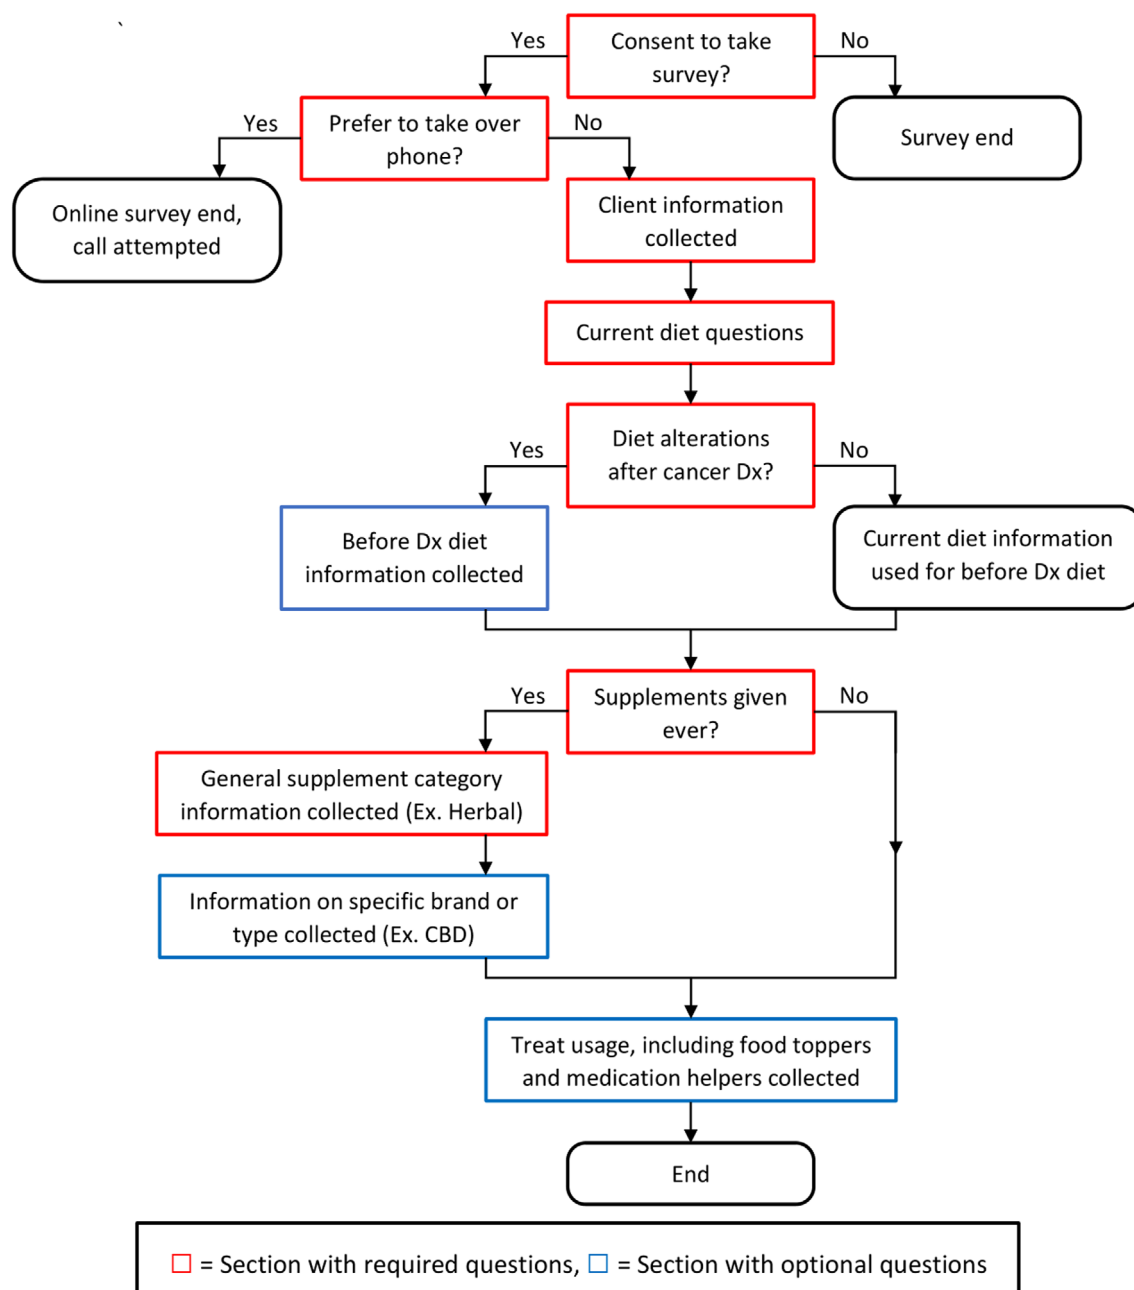 `
Yes
Consent to take
survey?
No
Yes
Prefer to take over
phone?
No
Survey end
Online survey end,
call attempted
Client information
collected
Current diet questions
Yes
Diet alterations
after cancer Dx?
No
Before Dx diet
information collected
Current diet information
used for before Dx diet
Yes
Supplements given
ever?
No
General supplement category
information collected (Ex. Herbal)
Information on specific brand or
type collected (Ex. CBD)
Treat usage, including food toppers
and medication helpers collected
End
☐ = Section with required questions, ☐ = Section with optional questions